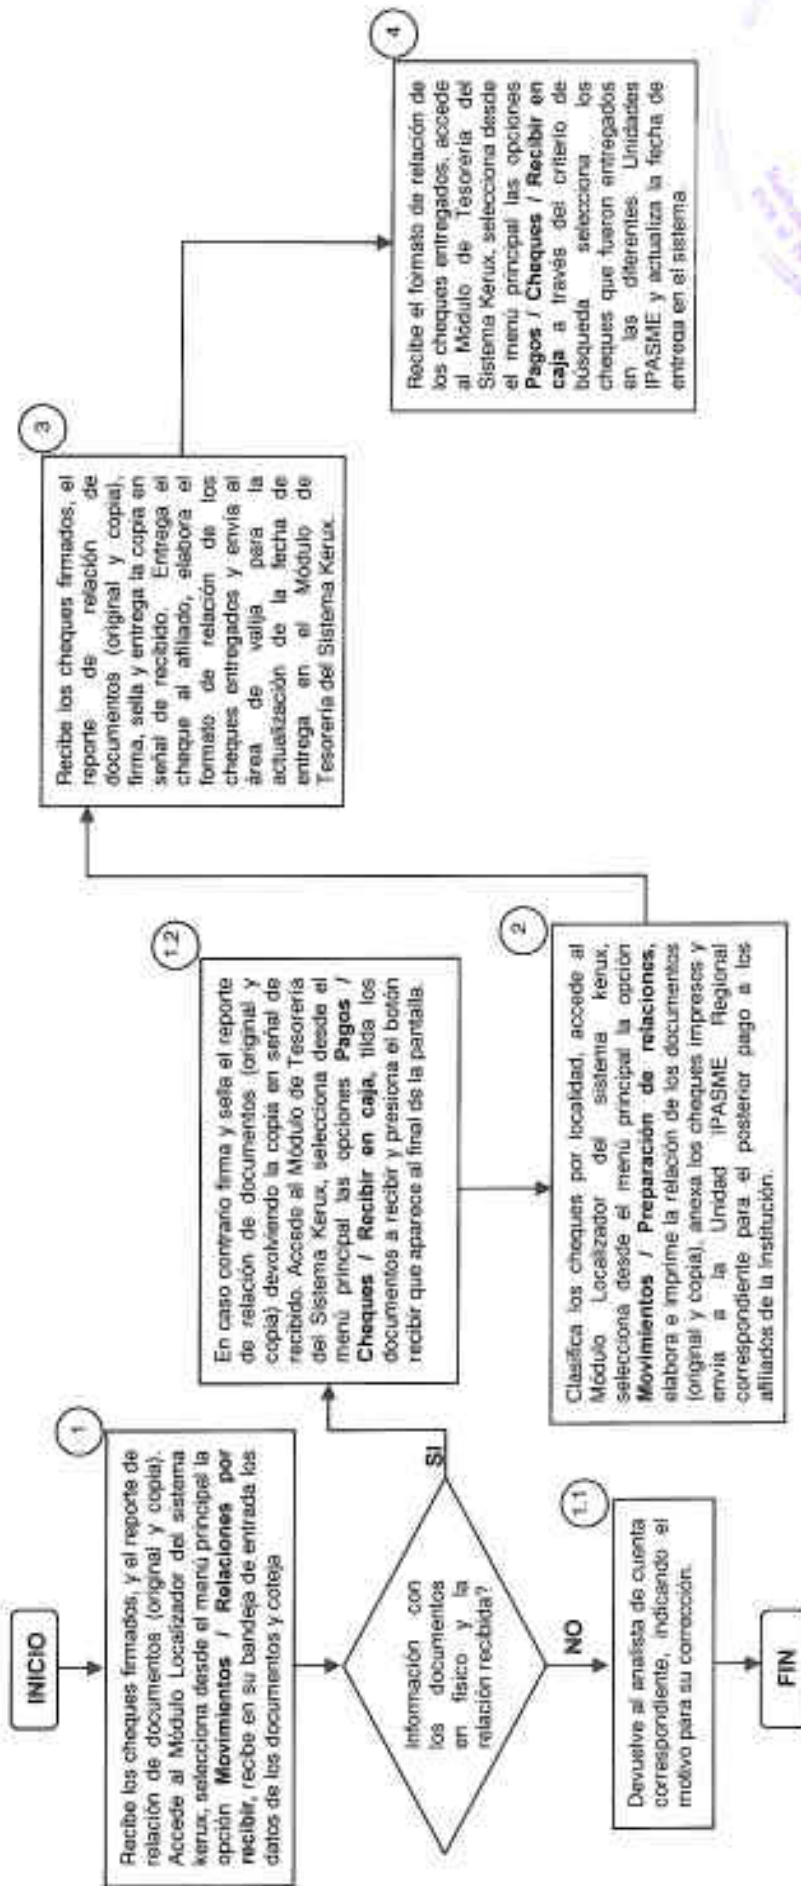 INICIO
1
Recibe los cheques firmados, y el reporte de
relación de documentos (original y copia).
Accede al Módulo Localizador del sistema
kerux, selecciona desde el menú principal la
opción Movimientos / Relaciones por
recibir, recibe en su bandeja de entrada los
datos de los documentos y coteja
Información con
los documentos
en físico y la
relación recibida?
SI
NO
1.1
Devuelve al analista de cuenta
correspondiente, indicando el
motivo para su corrección.
FIN
1.2
En caso contrario firma y sella el reporte
de relación de documentos (original y
copia) devolviendo la copia en señal de
recibido. Accede al Módulo de Tesorería
del Sistema Kerux, selecciona desde el
menú principal las opciones Pagos /
Cheques / Recibir en caja, tilda los
documentos a recibir y presiona el botón
recibir que aparece al final de la pantalla.
2
Clasifica los cheques por localidad, accede al
Módulo Localizador del sistema kerux,
selecciona desde el menú principal la opción
Movimientos / Preparación de relaciones,
elabora e imprime la relación de los documentos
(original y copia), anexa los cheques impresos y
envía a la Unidad IPASME Regional
correspondiente para el posterior pago a los
afiliados de la Institución.
3
Recibe los cheques firmados, el
reporte de relación de
documentos (original y copia),
firma, sella y entrega la copia en
señal de recibido. Entrega el
cheque al afiliado, elabora el
formato de relación de los
cheques entregados y envía al
área de valija para la
actualización de la fecha de
entrega en el Módulo de
Tesorería del Sistema Kerux.
4
Recibe el formato de relación de
los cheques entregados, accede
al Módulo de Tesorería del
Sistema Kerux, selecciona desde
el menú principal las opciones
Pagos / Cheques / Recibir en
caja a través del criterio de
búsqueda selecciona los
cheques que fueron entregados
en las diferentes Unidades
IPASME y actualiza la fecha de
entrega en el sistema.